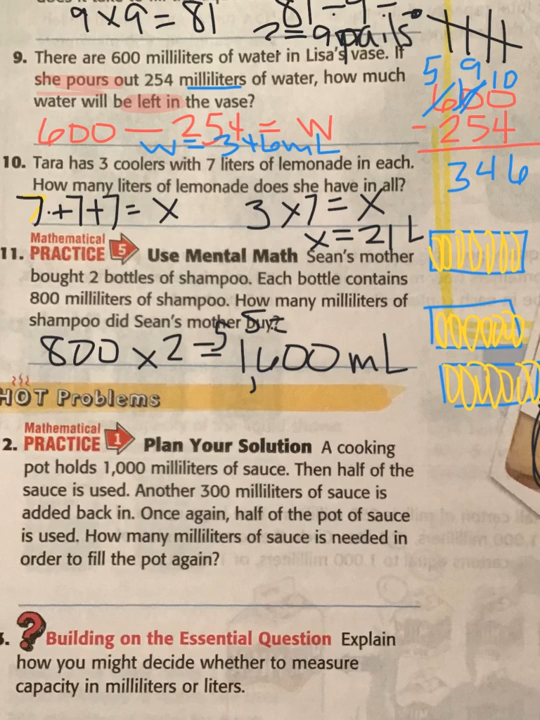 9 x 9 = 81
81 ÷ 9 =
? = 9 pails
9. There are 600 milliliters of water in Lisa's vase. If
she pours out 254 milliliters of water, how much
water will be left in the vase?
600 - 254 = W
W = 346mL
5 9 10
600
- 254
346
10. Tara has 3 coolers with 7 liters of lemonade in each.
How many liters of lemonade does she have in all?
7+7+7= x 3 x 7 = x
x = 21 L
Mathematical
PRACTICE 5
11. Use Mental Math Sean's mother
bought 2 bottles of shampoo. Each bottle contains
800 milliliters of shampoo. How many milliliters of
shampoo did Sean's mother buy?
800 x 2 = 1,600 mL
HOT Problems
Mathematical
2. PRACTICE 1 Plan Your Solution A cooking
pot holds 1,000 milliliters of sauce. Then half of the
sauce is used. Another 300 milliliters of sauce is
added back in. Once again, half of the pot of sauce
is used. How many milliliters of sauce is needed in
order to fill the pot again?
? Building on the Essential Question Explain
how you might decide whether to measure
capacity in milliliters or liters.